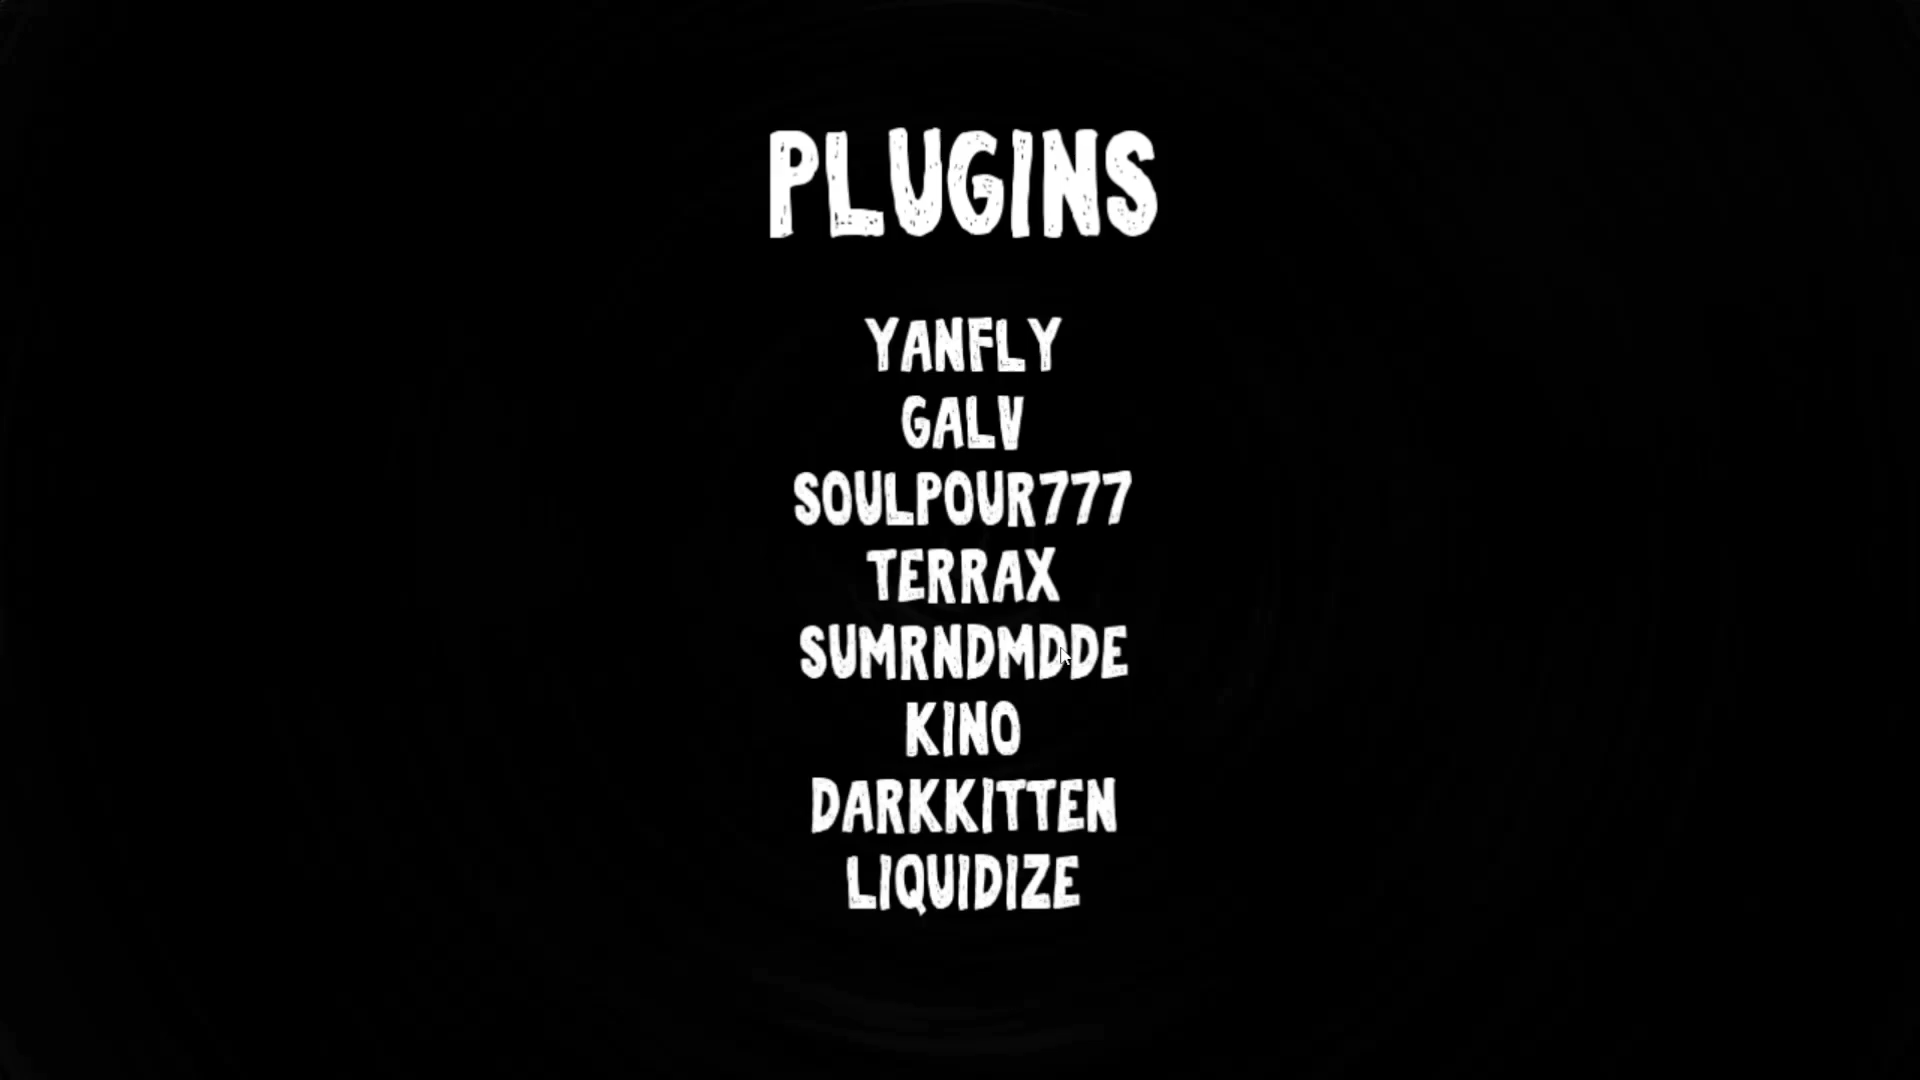 PLUGINS
YANFLY
GALV
SOULPOUR777
TERRAX
SUMRNDMDDE
KINO
DARKKITTEN
LIQUIDIZE